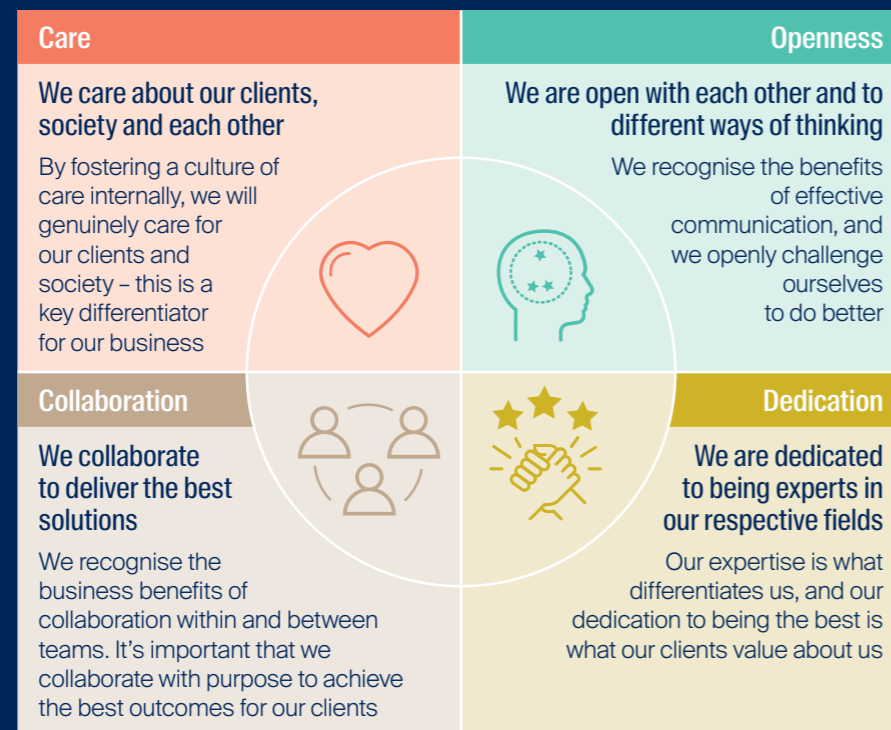 Care
We care about our clients,
society and each other
By fostering a culture of
care internally, we will
genuinely care for
our clients and
society – this is a
key differentiator
for our business
Openness
We are open with each other and to
different ways of thinking
We recognise the benefits
of effective
communication, and
we openly challenge
ourselves
to do better
Collaboration
We collaborate
to deliver the best
solutions
We recognise the
business benefits of
collaboration within and between
teams. It’s important that we
collaborate with purpose to achieve
the best outcomes for our clients
Dedication
We are dedicated
to being experts in
our respective fields
Our expertise is what
differentiates us, and our
dedication to being the best is
what our clients value about us